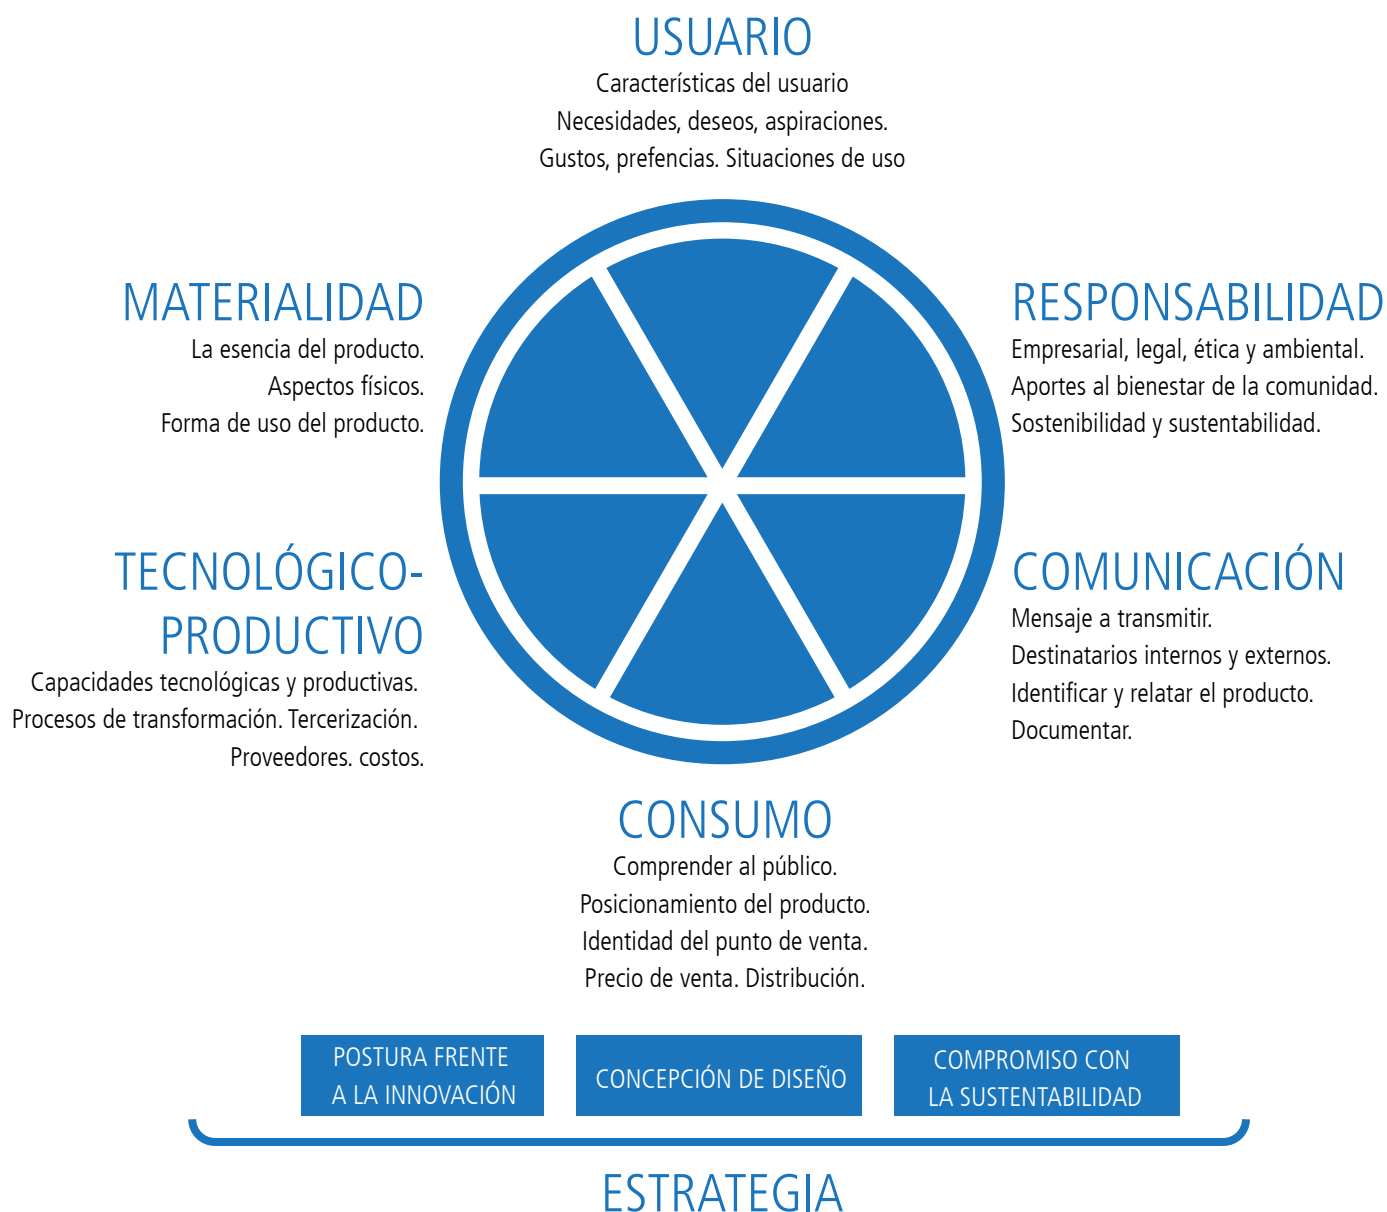 USUARIO
Características del usuario
Necesidades, deseos, aspiraciones.
Gustos, prefencias. Situaciones de uso
MATERIALIDAD
La esencia del producto.
Aspectos físicos.
Forma de uso del producto.
RESPONSABILIDAD
Empresarial, legal, ética y ambiental.
Aportes al bienestar de la comunidad.
Sostenibilidad y sustentabilidad.
TECNOLÓGICO-
PRODUCTIVO
Capacidades tecnológicas y productivas.
Procesos de transformación. Tercerización.
Proveedores. costos.
COMUNICACIÓN
Mensaje a transmitir.
Destinatarios internos y externos.
Identificar y relatar el producto.
Documentar.
CONSUMO
Comprender al público.
Posicionamiento del producto.
Identidad del punto de venta.
Precio de venta. Distribución.
POSTURA FRENTE
A LA INNOVACIÓN
CONCEPCIÓN DE DISEÑO
COMPROMISO CON
LA SUSTENTABILIDAD
ESTRATEGIA